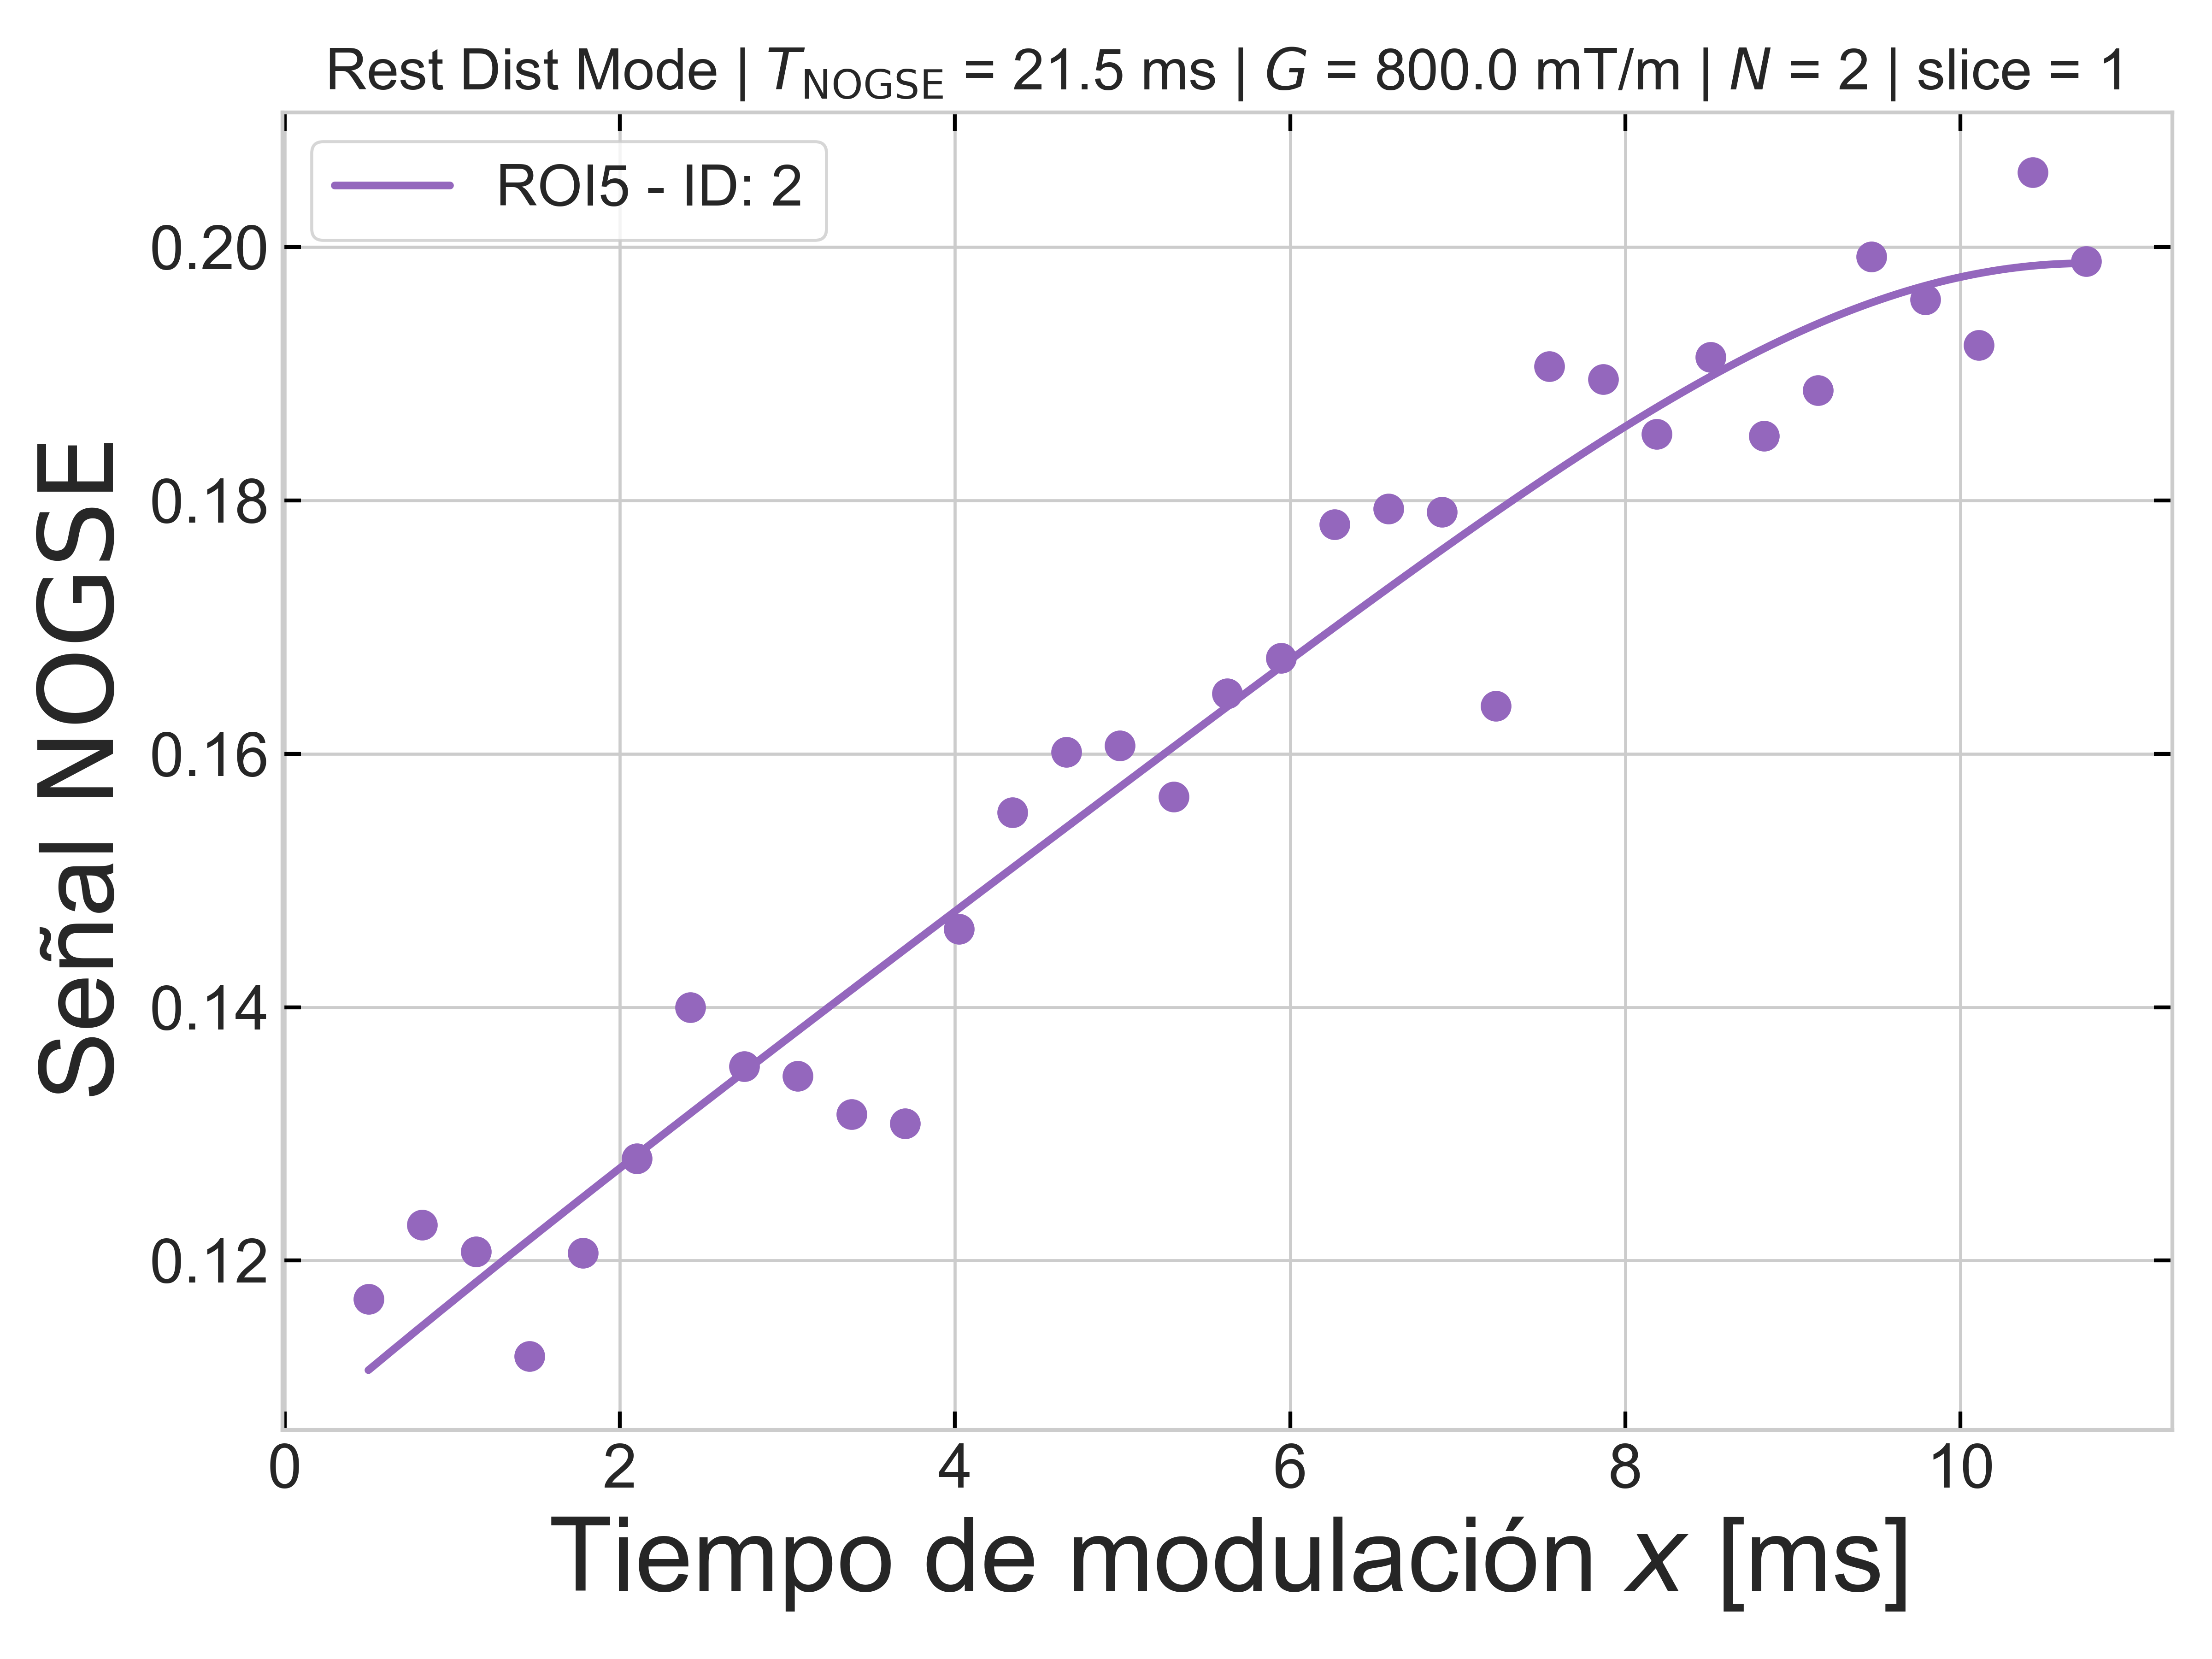 Rest Dist Mode | T_NOGSE = 21.5 ms | G = 800.0 mT/m | N = 2 | slice = 1
ROI5 - ID: 2
0.20
0.18
0.16
0.14
0.12
Señal NOGSE
0 2 4 6 8 10
Tiempo de modulación x [ms]